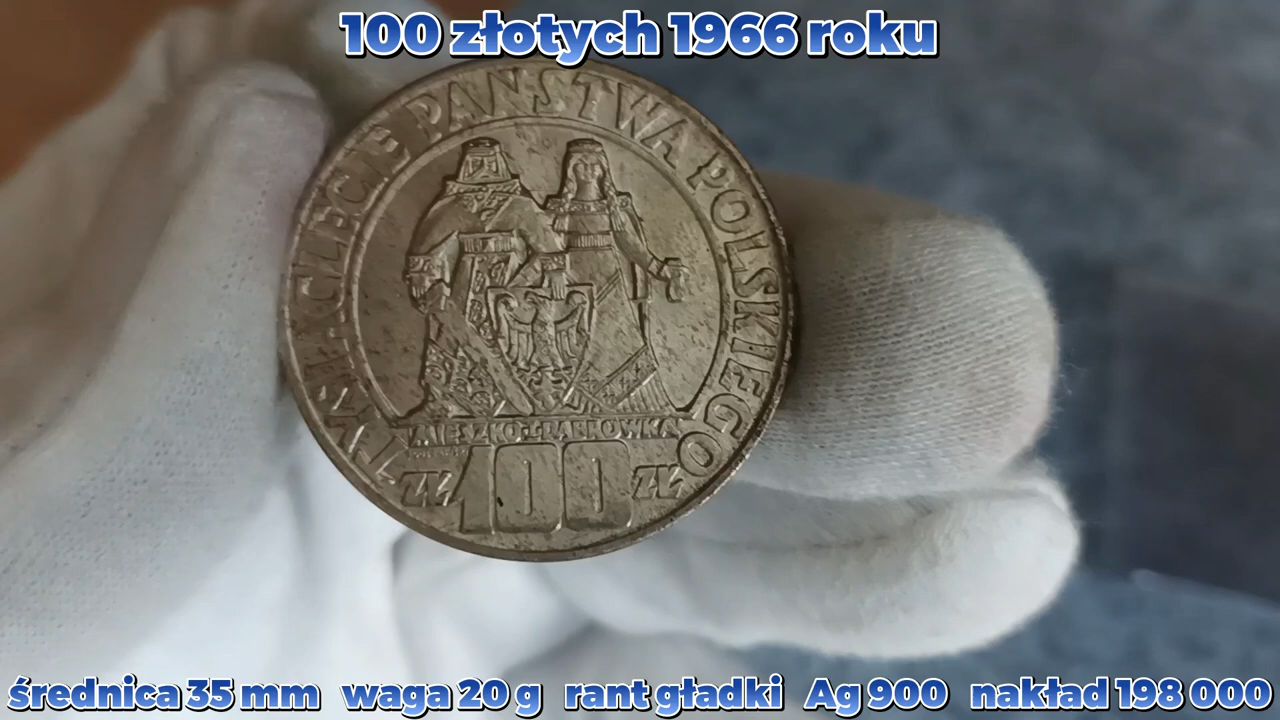 100 złotych 1966 roku
TYSIĄCLECIE PAŃSTWA POLSKIEGO
MIESZKO I DĄBRÓWKA
ZŁ 100 ZŁ
średnica 35 mm waga 20 g rant gładki Ag 900 nakład 198 000